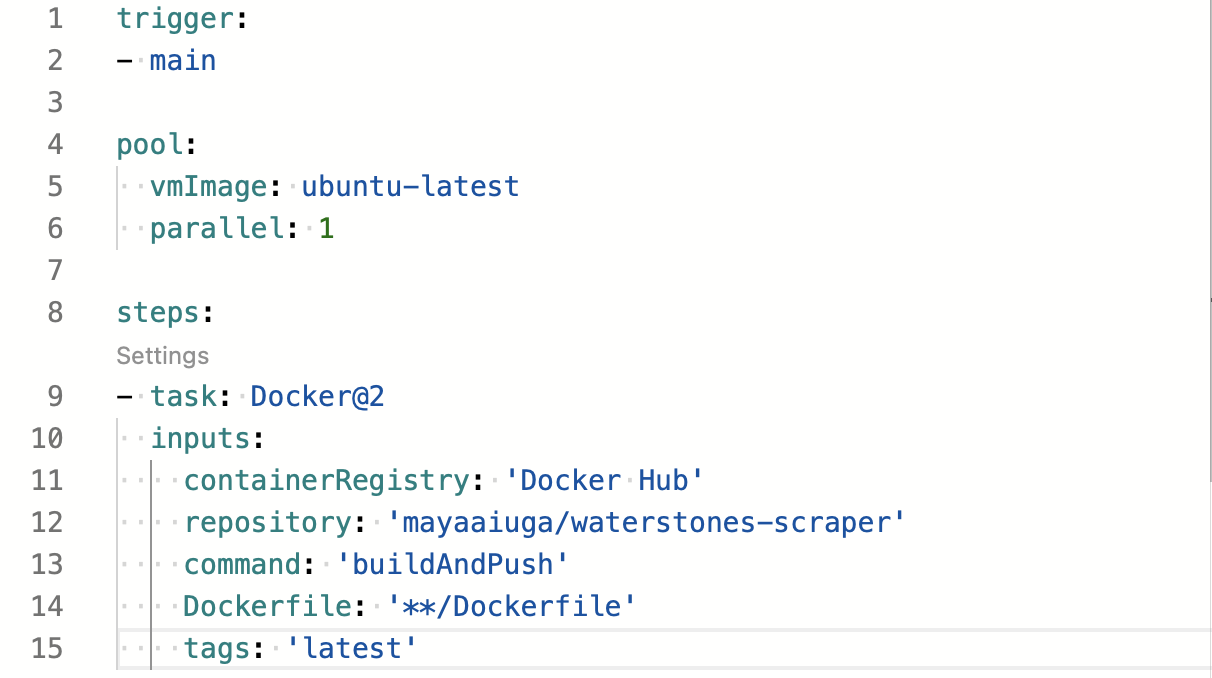 1 trigger:
2 - main
3
4 pool:
5   vmImage: ubuntu-latest
6   parallel: 1
7
8 steps:
Settings
9 - task: Docker@2
10   inputs:
11     containerRegistry: 'Docker Hub'
12     repository: 'mayaaiuga/waterstones-scraper'
13     command: 'buildAndPush'
14     Dockerfile: '**/Dockerfile'
15     tags: 'latest'